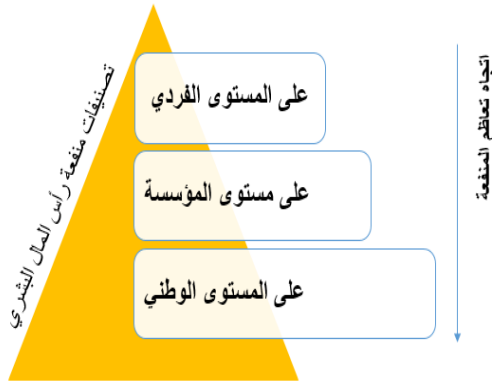 تصنيفات منفعة رأس المال البشري
على المستوى الفردي
على مستوى المؤسسة
على المستوى الوطني
اتجاه تعاظم المنفعة